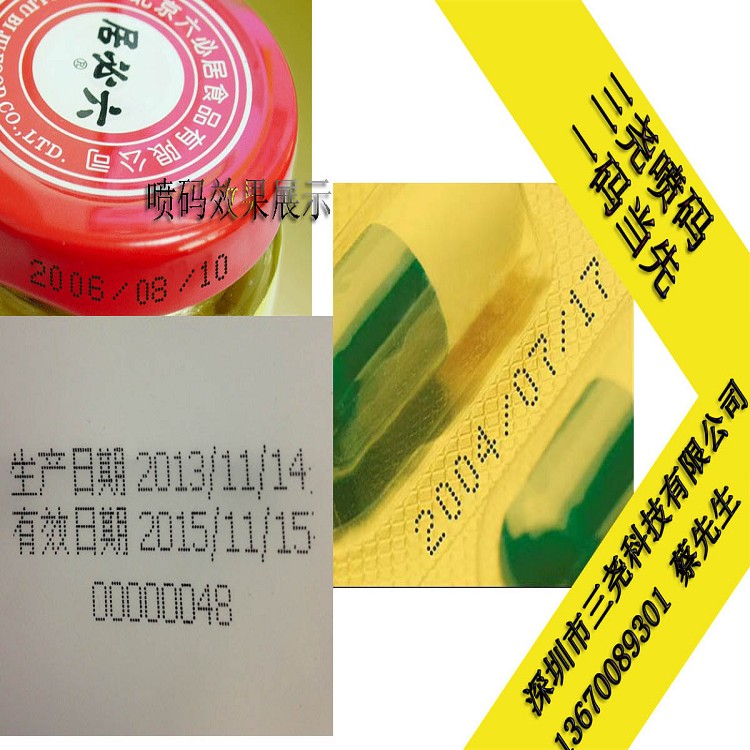 北京六必居食品有限公司
CO.,LTD.
六必居
®
喷码效果展示
2006/08/10
三尧喷码
一码当先
2004/07/17
生产日期 2013/11/14
有效日期 2015/11/15
00000048
深圳市三尧科技有限公司
13670089301 蔡先生